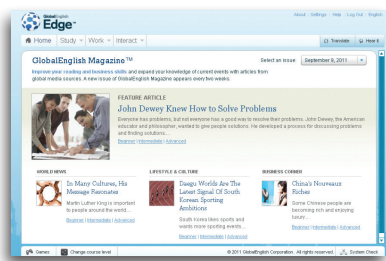 GlobalEnglish
Edge™
About Settings Help Log Out English
Home Study Work Interact
Translate Hear it
GlobalEnglish Magazine™
Select an issue: September 9, 2011
Improve your reading and business skills and expand your knowledge of current events with articles from
global media sources. A new issue of GlobalEnglish Magazine appears every two weeks.
FEATURE ARTICLE
John Dewey Knew How to Solve Problems
Everyone has problems, but not everyone has a good way to resolve their problems. John Dewey, the American
educator and philosopher, wanted to give people solutions. He developed a process for discussing problems
and finding solutions....
Beginner | Intermediate | Advanced
WORLD NEWS
In Many Cultures, His
Message Resonates
Martin Luther King is important
to people around the world...
Beginner | Intermediate | Advanced
LIFESTYLE & CULTURE
Daegu Worlds Are The
Latest Signal Of South
Korean Sporting
Ambitions
South Korea likes sports and
wants more sporting events...
Beginner | Intermediate | Advanced
BUSINESS CORNER
China's Nouveaux
Riches
Some Chinese people are
becoming rich and enjoying
luxury...
Beginner | Intermediate | Advanced
Games Change course level
© 2011 GlobalEnglish Corporation. All rights reserved. System Check